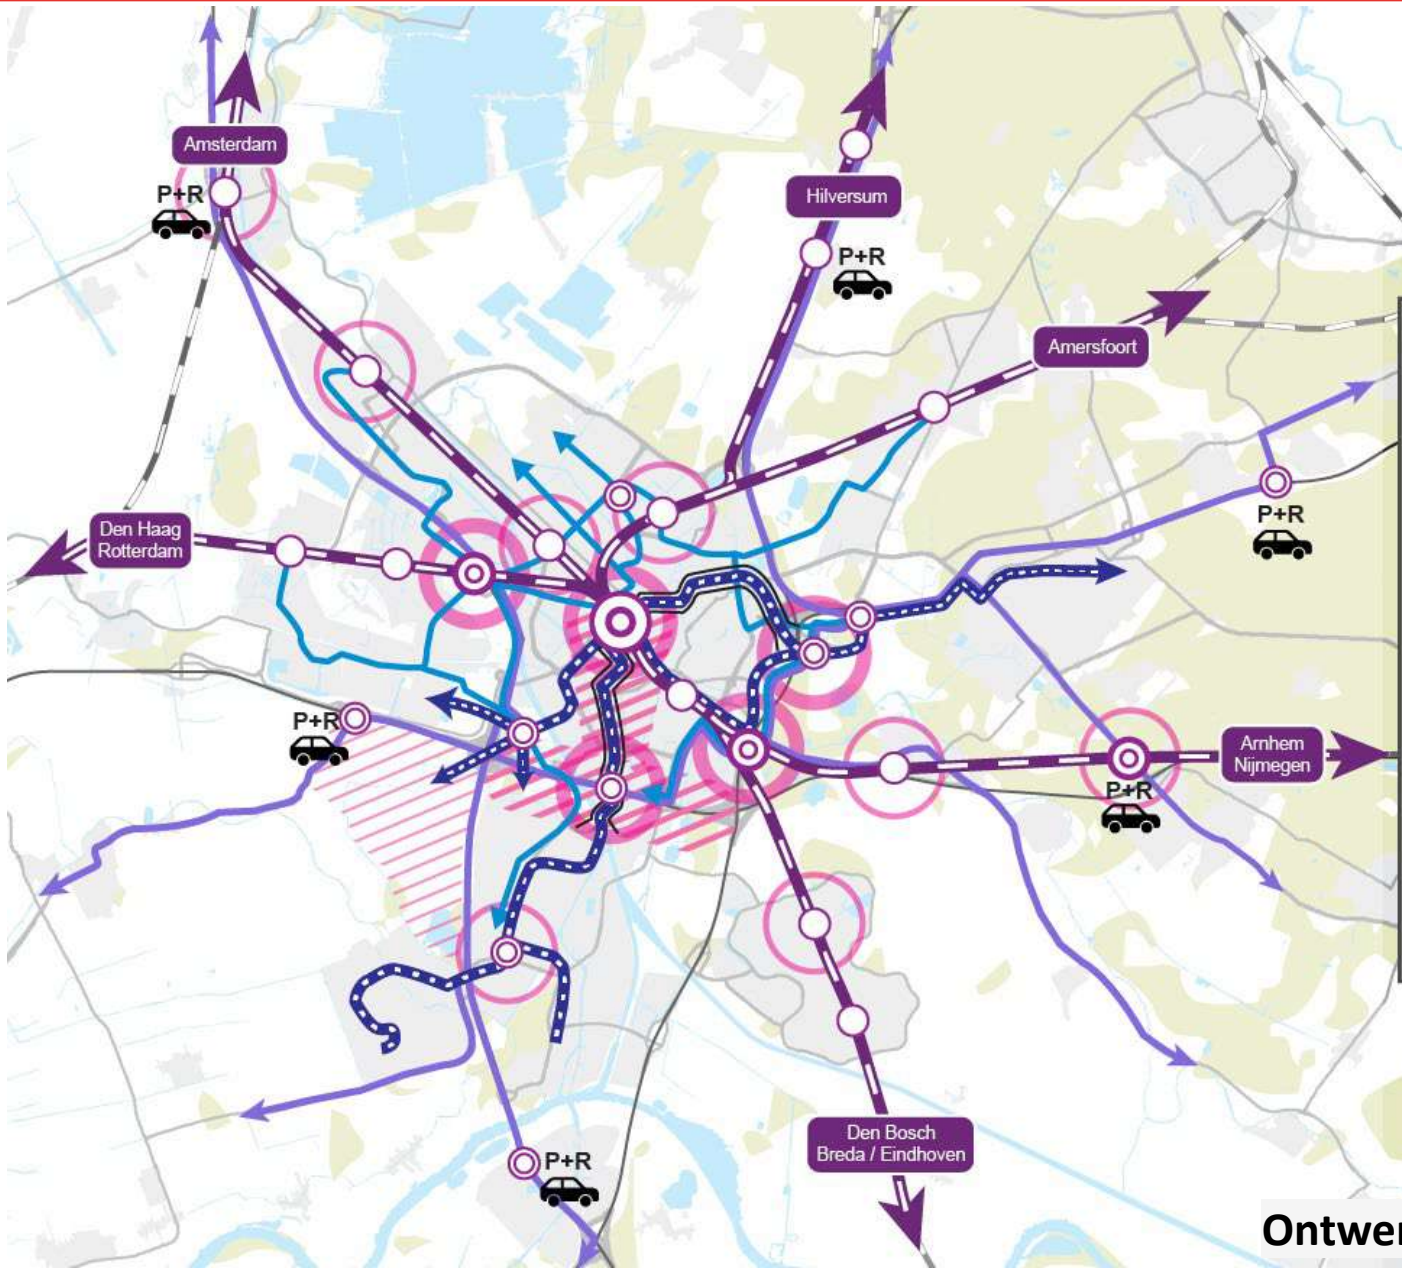 Amsterdam
P+R
Hilversum
P+R
Amersfoort
Den Haag
Rotterdam
P+R
P+R
Arnhem
Nijmegen
P+R
Den Bosch
Breda / Eindhoven
P+R
Ontwer